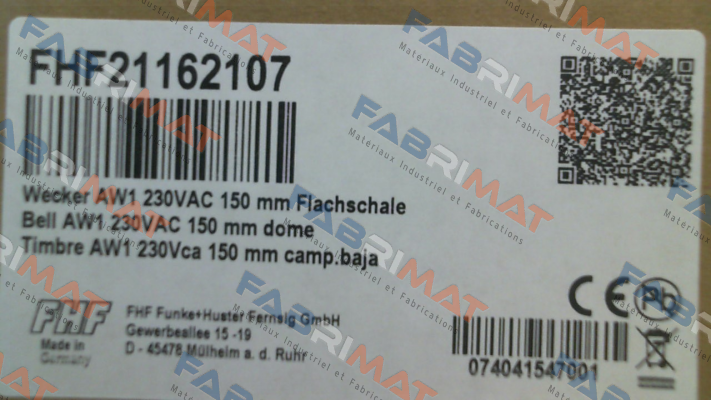 FHF21162107
Wecker AW1 230VAC 150 mm Flachschale
Bell AW1 230VAC 150 mm dome
Timbre AW1 230Vca 150 mm camp.baja
FHF
Made in
Germany
FHF Funke+Huster Fernsig GmbH
Gewerbeallee 15 -19
D - 45478 Mülheim a. d. Ruhr
CE
Pb
074041547001
FABRIMAT
Materiaux Industriel et Fabrications